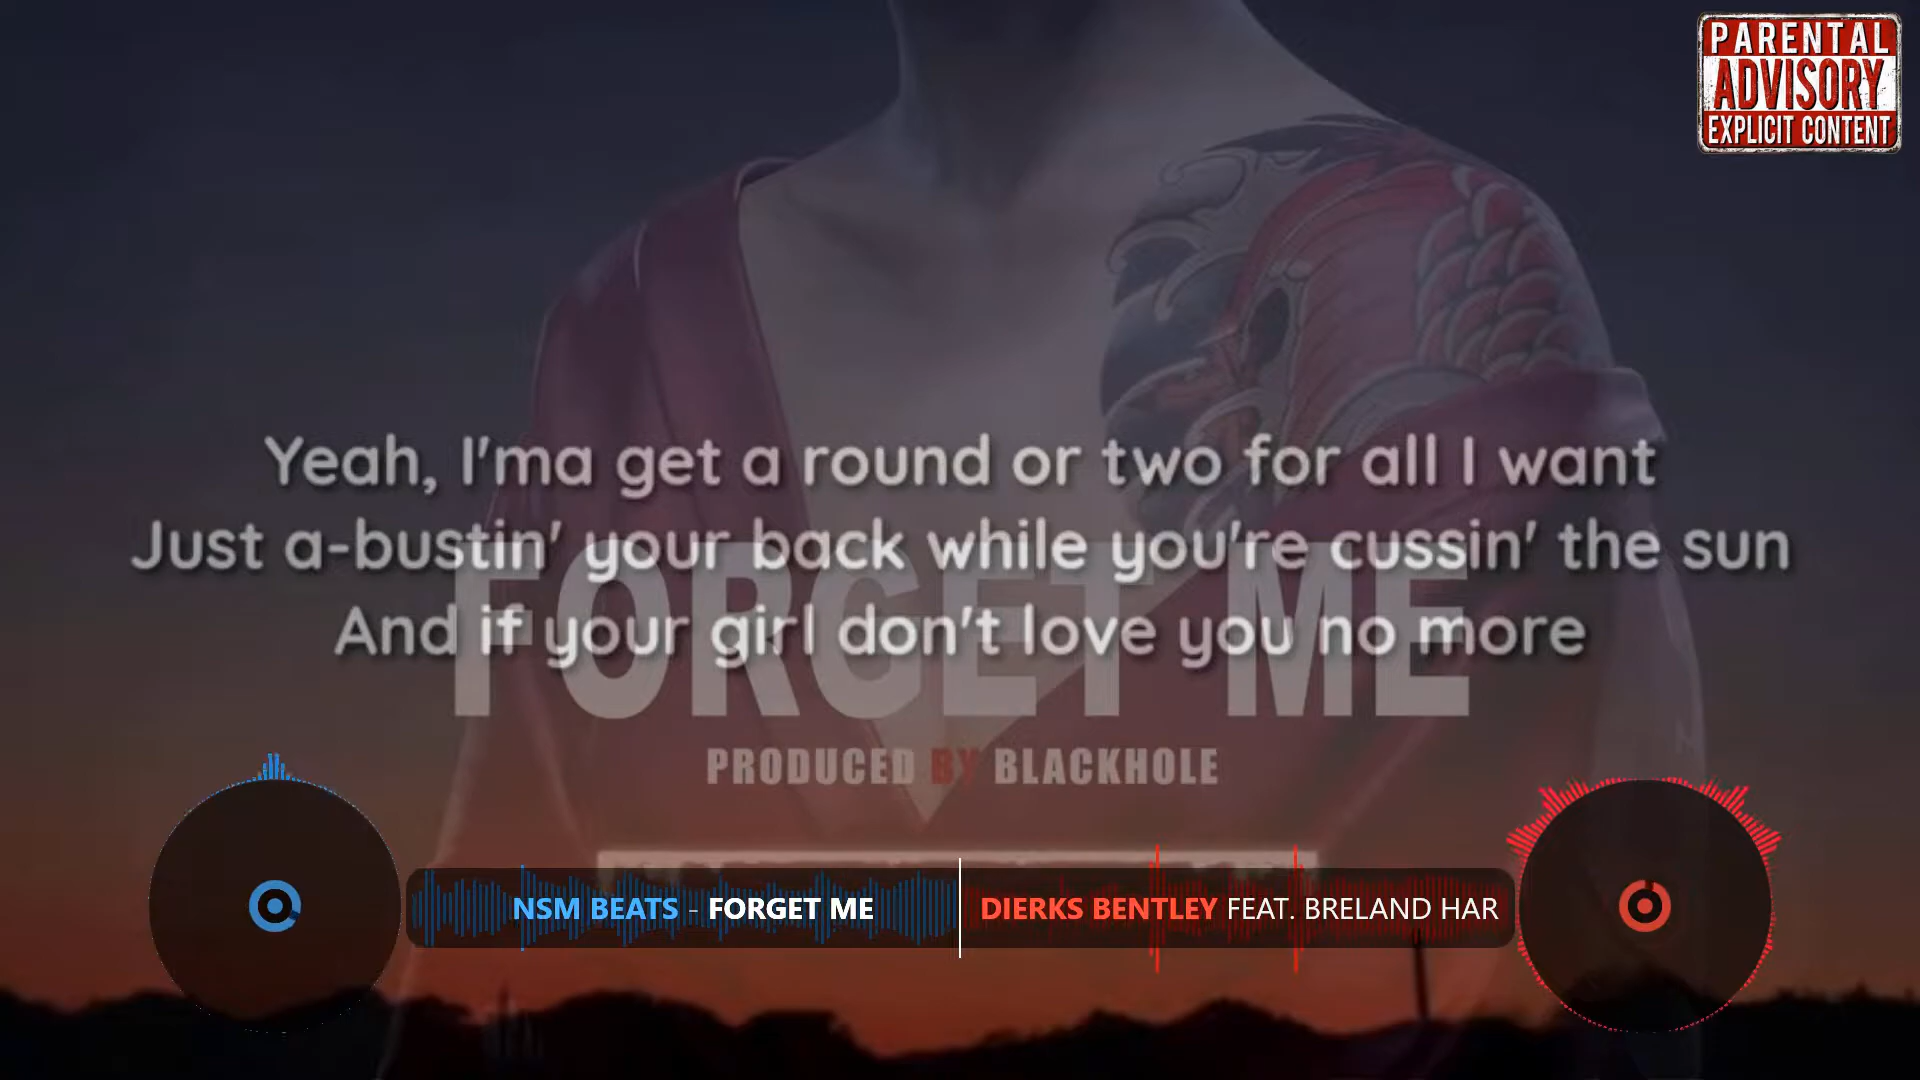 PARENTAL
ADVISORY
EXPLICIT CONTENT
Yeah, I'ma get a round or two for all I want
Just a-bustin' your back while you're cussin' the sun
And if your girl don't love you no more
FORGET ME
PRODUCED BY BLACKHOLE
NSM BEATS - FORGET ME
DIERKS BENTLEY FEAT. BRELAND HAR